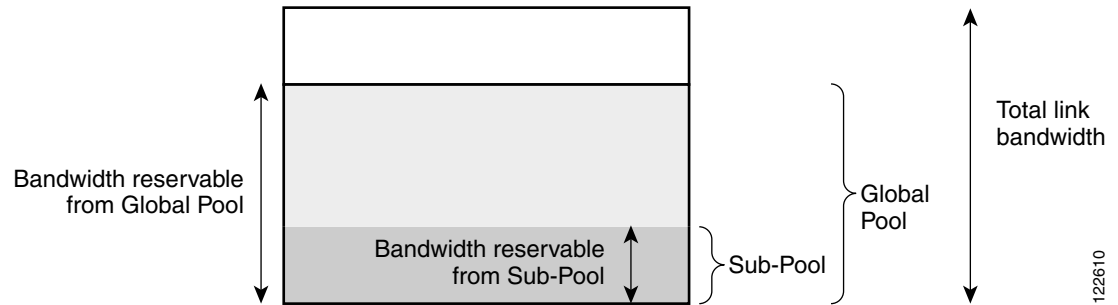 Total link
bandwidth
Bandwidth reservable
from Global Pool
Global
Pool
Bandwidth reservable
from Sub-Pool
Sub-Pool
122610